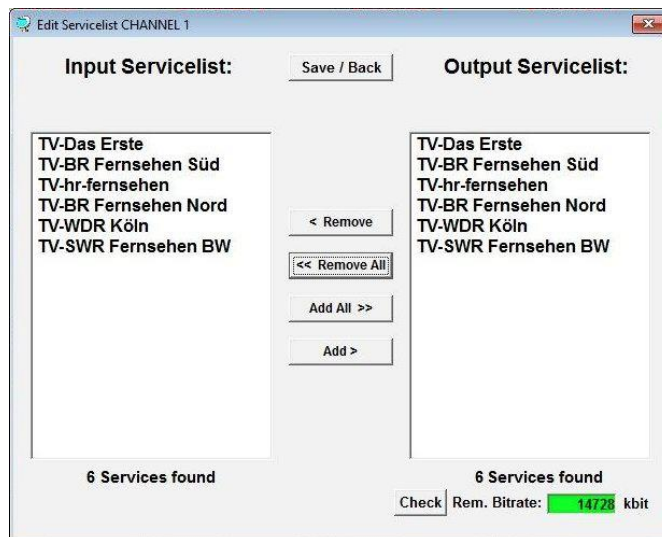 Edit Servicelist CHANNEL 1
Input Servicelist:
Save / Back
Output Servicelist:
TV-Das Erste
TV-BR Fernsehen Süd
TV-hr-fernsehen
TV-BR Fernsehen Nord
TV-WDR Köln
TV-SWR Fernsehen BW
< Remove
<< Remove All
Add All >>
Add >
TV-Das Erste
TV-BR Fernsehen Süd
TV-hr-fernsehen
TV-BR Fernsehen Nord
TV-WDR Köln
TV-SWR Fernsehen BW
6 Services found
6 Services found
Check Rem. Bitrate: 14728 kbit